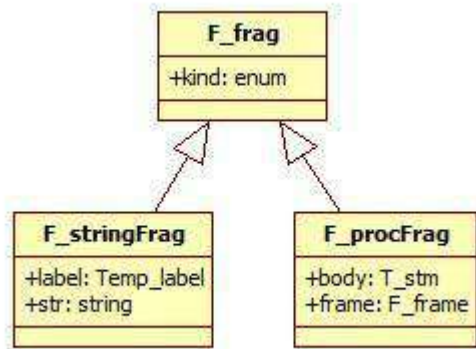 F_frag
+kind: enum
F_stringFrag
+label: Temp_label
+str: string
F_procFrag
+body: T_stm
+frame: F_frame